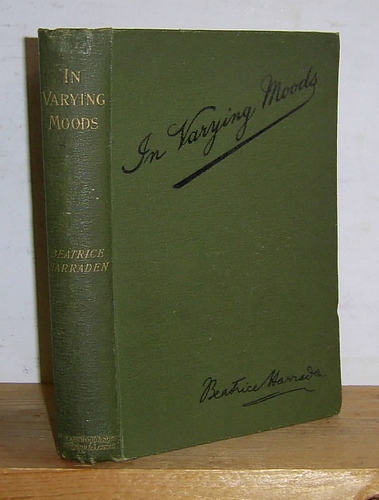 IN
VARYING
MOODS
BEATRICE
HARRADEN
In Varying Moods
Beatrice Harraden